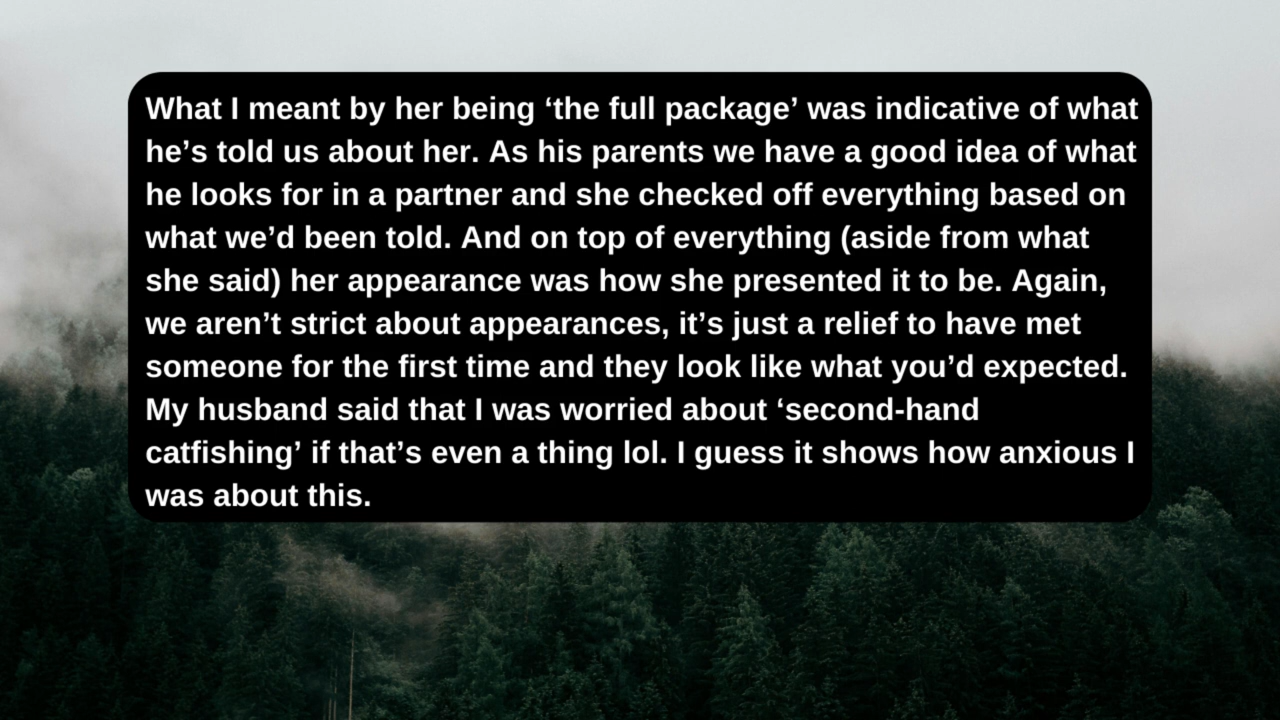 What I meant by her being ‘the full package’ was indicative of what
he’s told us about her. As his parents we have a good idea of what
he looks for in a partner and she checked off everything based on
what we’d been told. And on top of everything (aside from what
she said) her appearance was how she presented it to be. Again,
we aren’t strict about appearances, it’s just a relief to have met
someone for the first time and they look like what you’d expected.
My husband said that I was worried about ‘second-hand
catfishing’ if that’s even a thing lol. I guess it shows how anxious I
was about this.